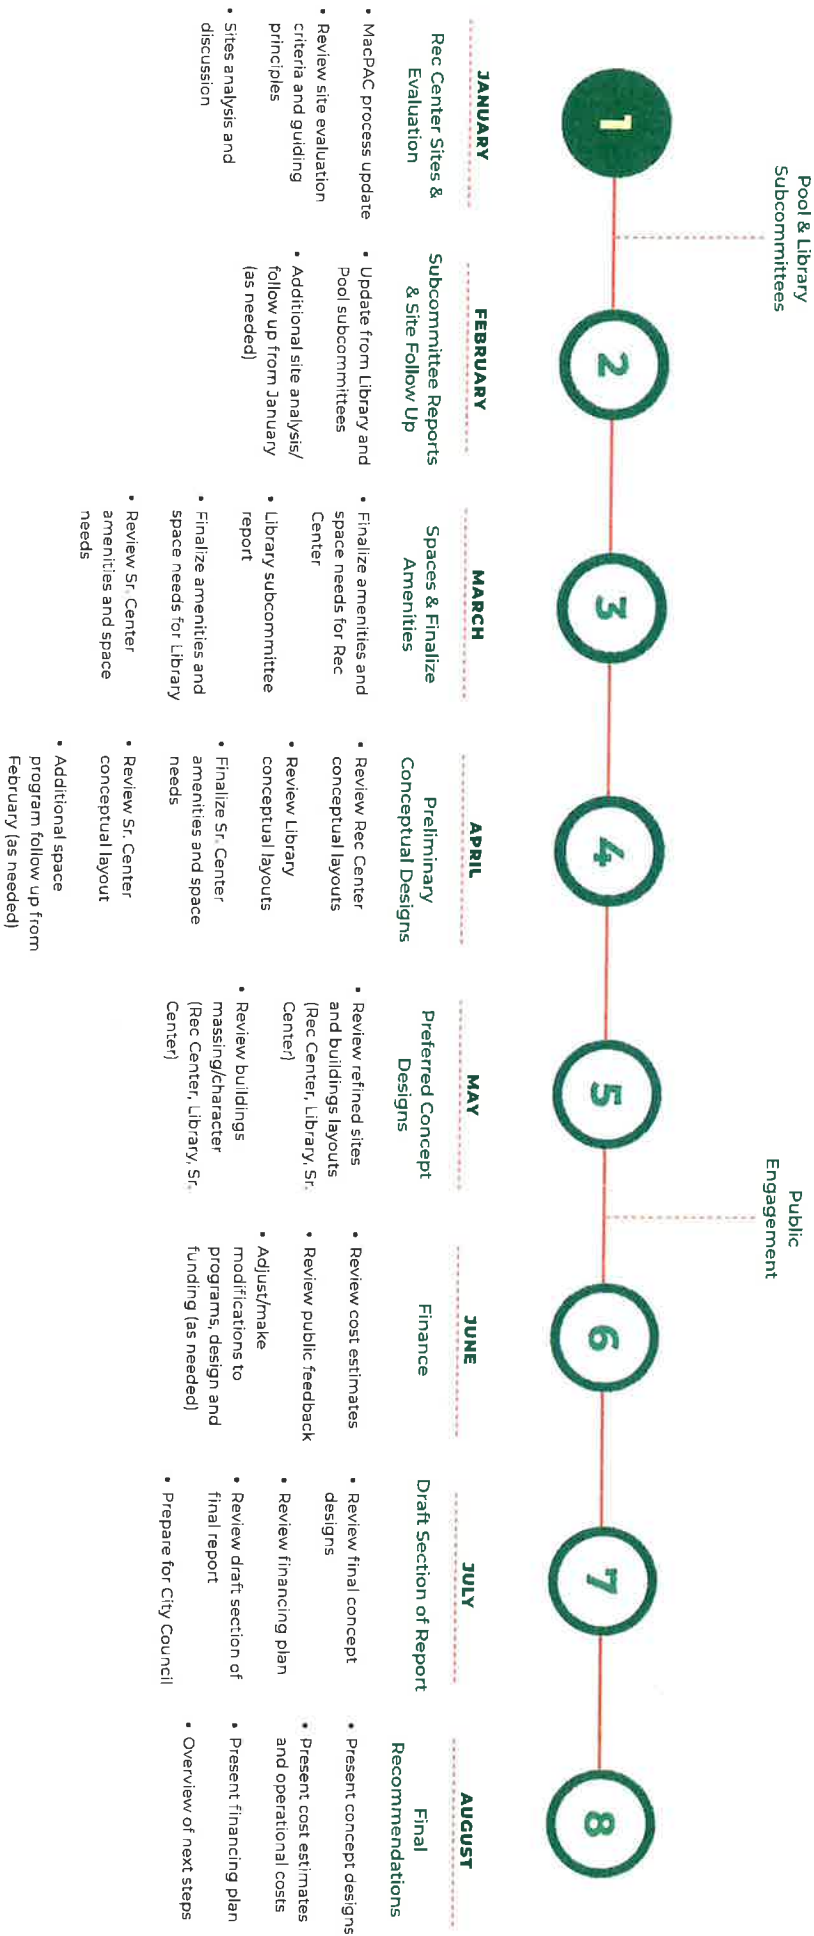 Pool & Library
Subcommittees
Public
Engagement
1
2
3
4
5
6
7
8
JANUARY
Rec Center Sites &
Evaluation
• MacPAC process update
• Review site evaluation
criteria and guiding
principles
• Sites analysis and
discussion
FEBRUARY
Subcommittee Reports
& Site Follow Up
• Update from Library and
Pool subcommittees
• Additional site analysis/
follow up from January
(as needed)
MARCH
Spaces & Finalize
Amenities
• Finalize amenities and
space needs for Rec
Center
• Library subcommittee
report
• Finalize amenities and
space needs for Library
• Review Sr. Center
amenities and space
needs
APRIL
Preliminary
Conceptual Designs
• Review Rec Center
conceptual layouts
• Review Library
conceptual layouts
• Finalize Sr. Center
amenities and space
needs
• Review Sr. Center
conceptual layout
• Additional space
program follow up from
February (as needed)
MAY
Preferred Concept
Designs
• Review refined sites
and buildings layouts
(Rec Center, Library, Sr.
Center)
• Review buildings
massing/character
(Rec Center, Library, Sr.
Center)
JUNE
Finance
• Review cost estimates
• Review public feedback
• Adjust/make
modifications to
programs, design and
funding (as needed)
JULY
Draft Section of Report
• Review final concept
designs
• Review financing plan
• Review draft section of
final report
• Prepare for City Council
AUGUST
Final
Recommendations
• Present concept designs
• Present cost estimates
and operational costs
• Present financing plan
• Overview of next steps